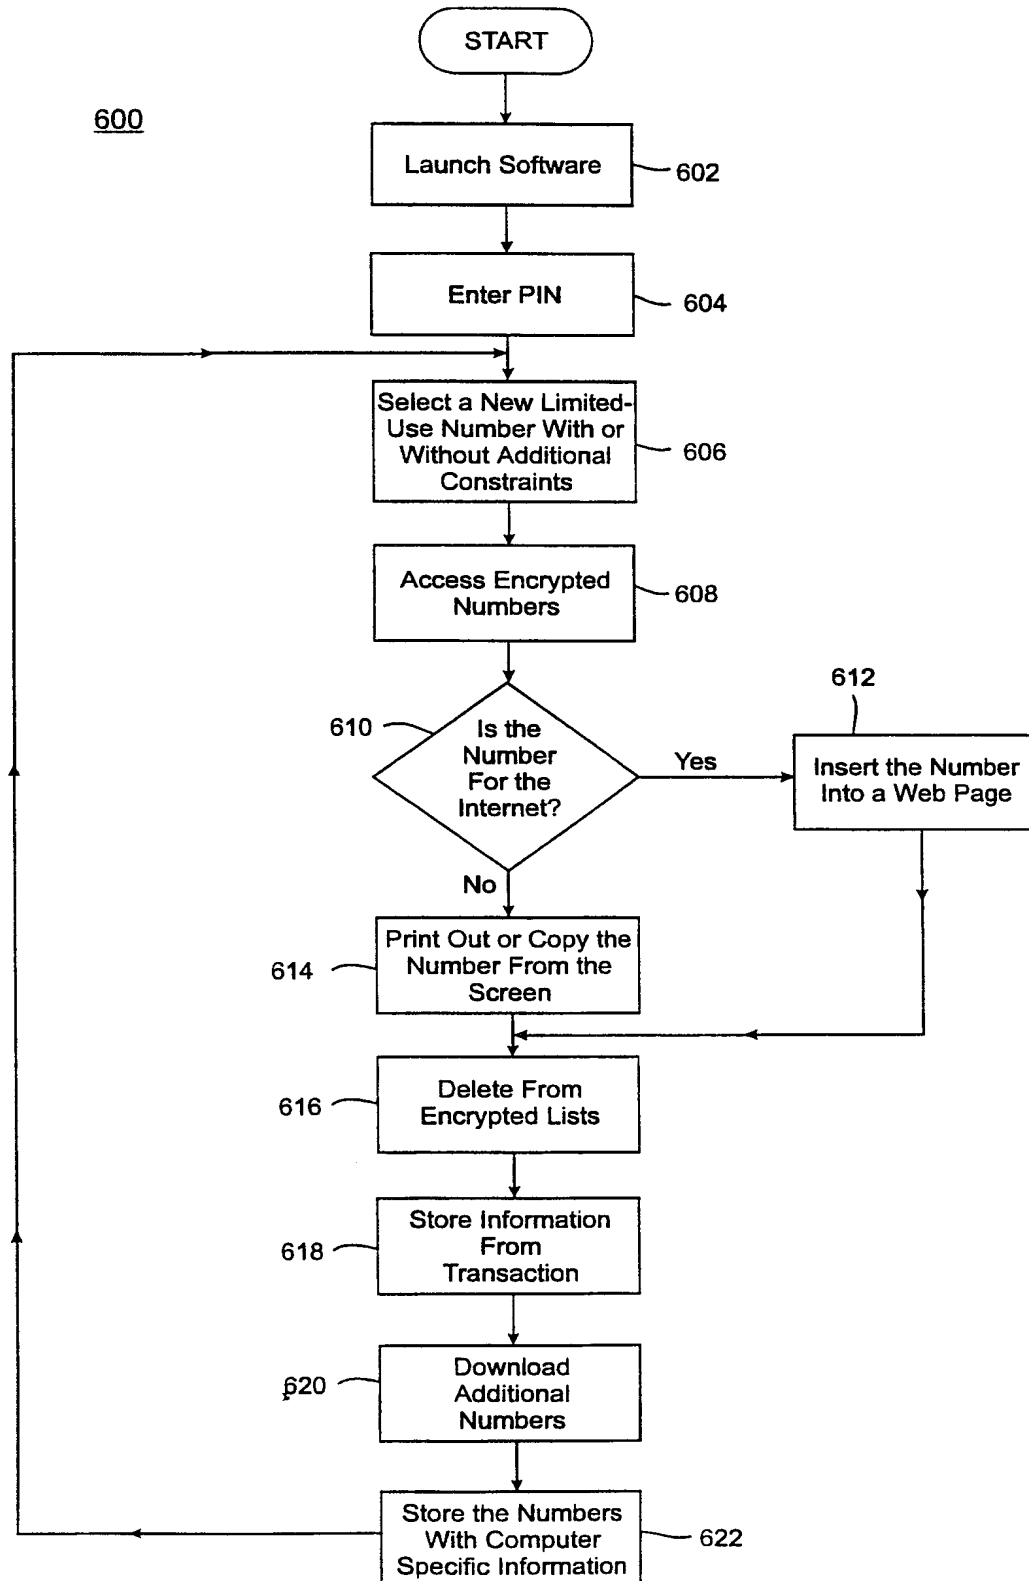 START
600
Launch Software
602
Enter PIN
604
Select a New Limited-
Use Number With or
Without Additional
Constraints
606
Access Encrypted
Numbers
608
610
Is the
Number
For the
Internet?
Yes
612
Insert the Number
Into a Web Page
No
Print Out or Copy the
Number From the
Screen
614
Delete From
Encrypted Lists
616
Store Information
From
Transaction
618
Download
Additional
Numbers
620
Store the Numbers
With Computer
Specific Information
622